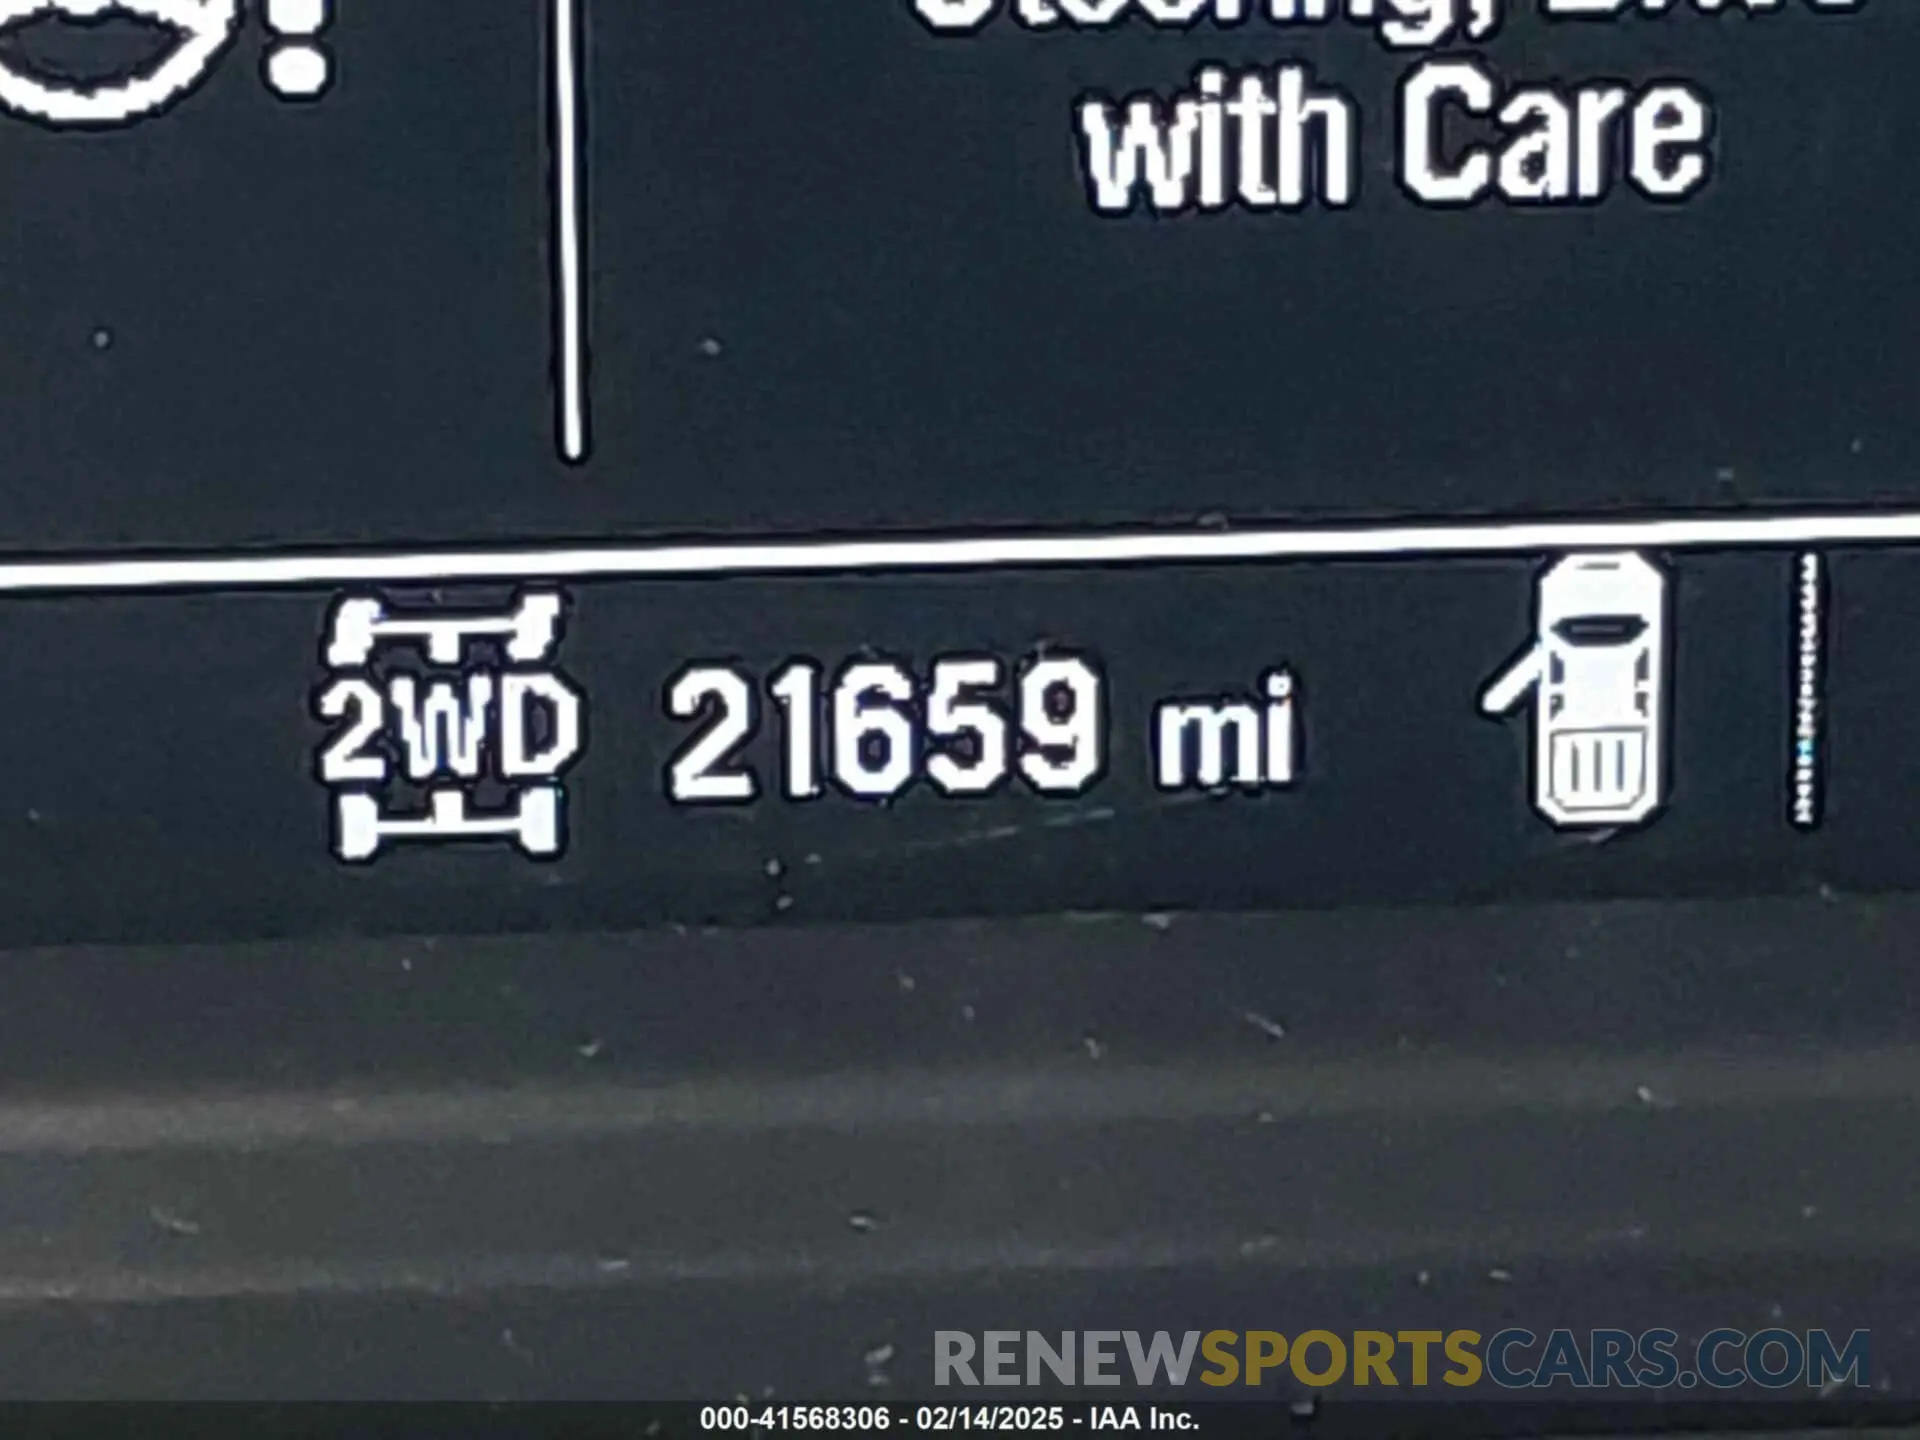 with Care
2WD 21659 mi
RENEWSPORTSCARS.COM
000-41568306 - 02/14/2025 - IAA Inc.